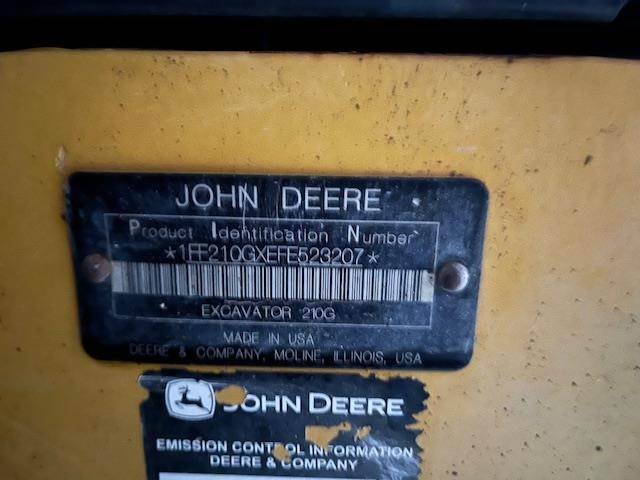 JOHN DEERE
Product Identification Number
*1FF210GXEFE523207*
EXCAVATOR 210G
MADE IN USA
DEERE & COMPANY, MOLINE, ILLINOIS, USA
JOHN DEERE
EMISSION CONTROL INFORMATION
DEERE & COMPANY